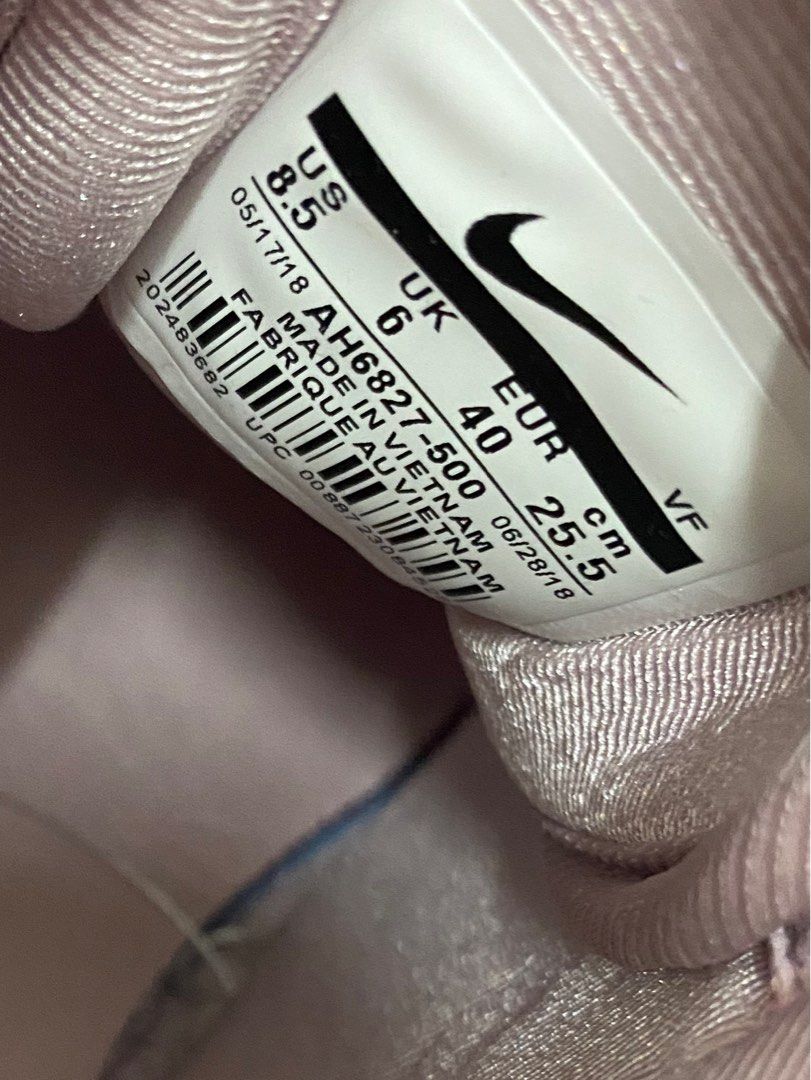 US UK EUR cm
8.5 6 40 25.5
05/17/18 AH6827-500 06/28/18
MADE IN VIETNAM
FABRIQUE AU VIETNAM
202483682 UPC
VF